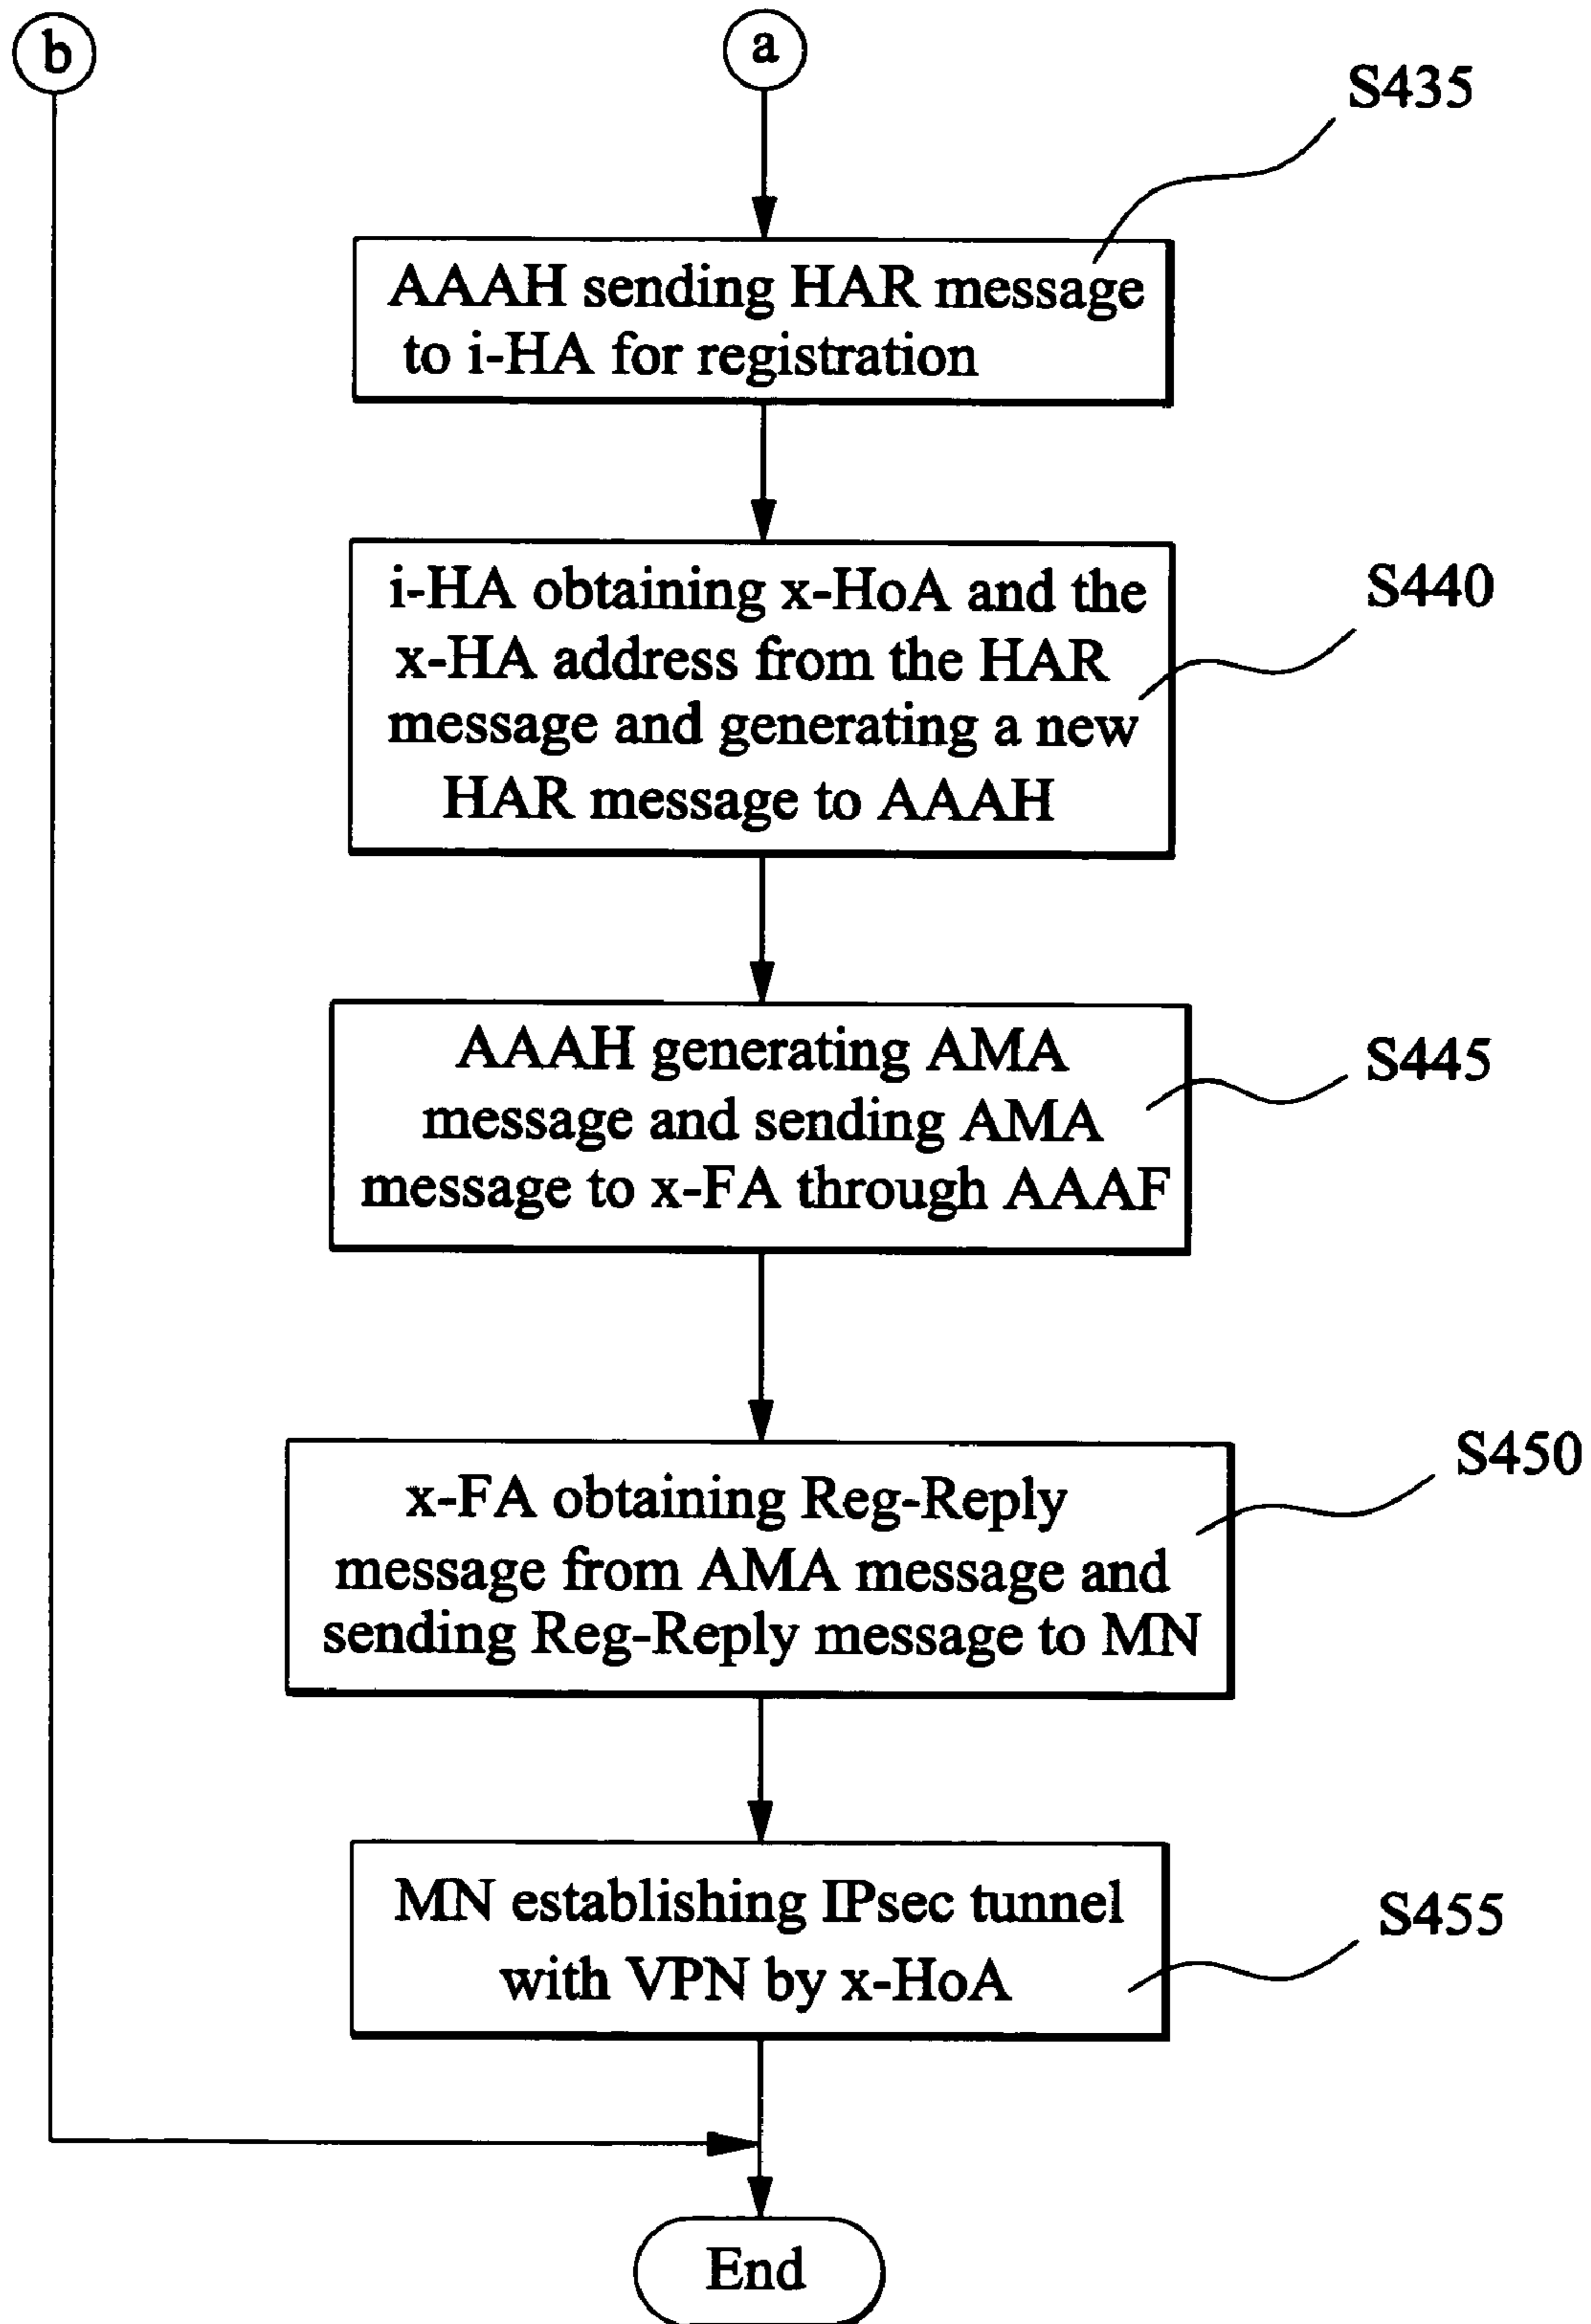 b
a
S435
AAAH sending HAR message
to i-HA for registration
i-HA obtaining x-HoA and the
x-HA address from the HAR
message and generating a new
HAR message to AAAH
S440
AAAH generating AMA
message and sending AMA
message to x-FA through AAAF
S445
x-FA obtaining Reg-Reply
message from AMA message and
sending Reg-Reply message to MN
S450
MN establishing IPsec tunnel
with VPN by x-HoA
S455
End